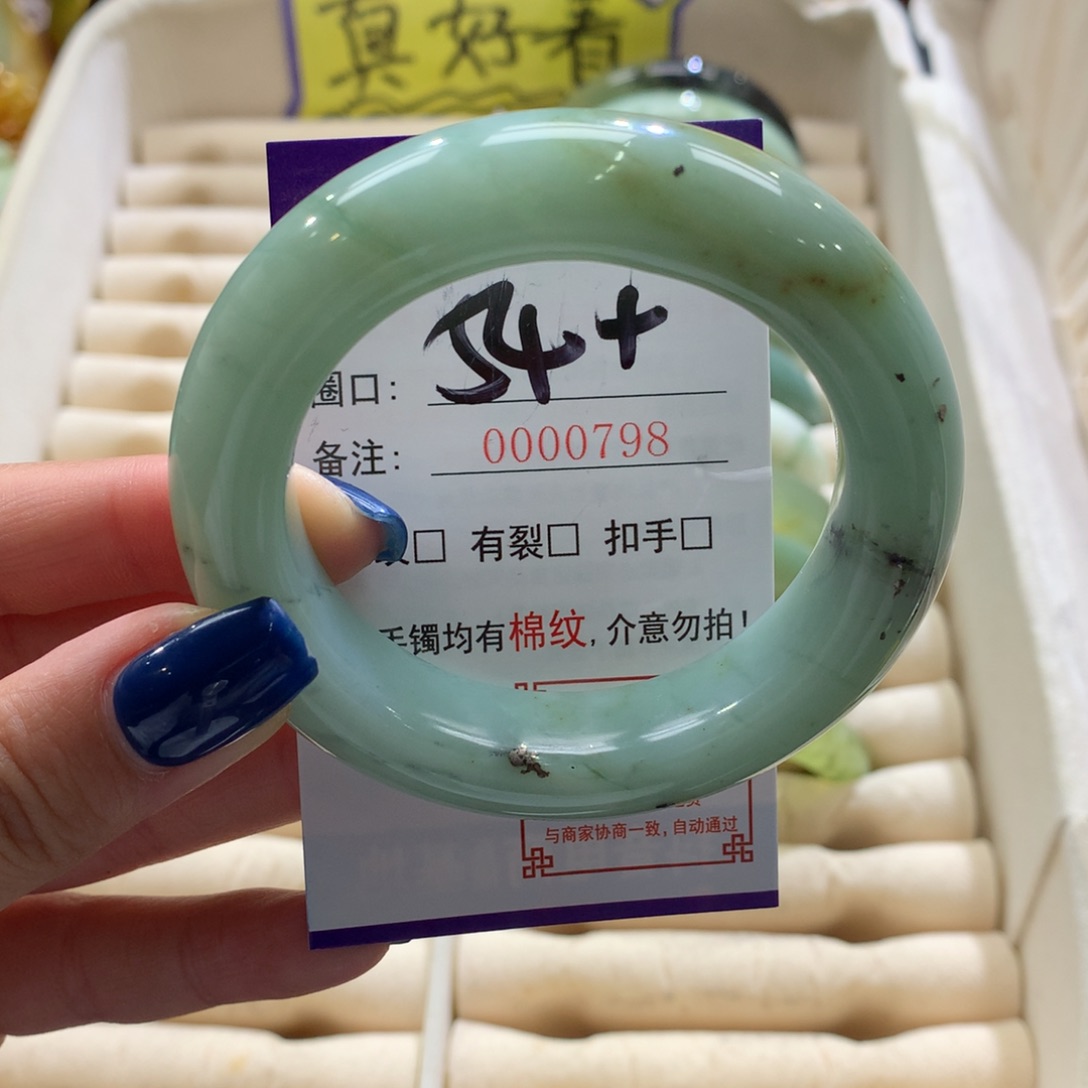 真好看
圈口: 54+
备注: 0000798
□ 有裂□ 扣手□
手镯均有棉纹, 介意勿拍!
与商家协商一致, 自动通过